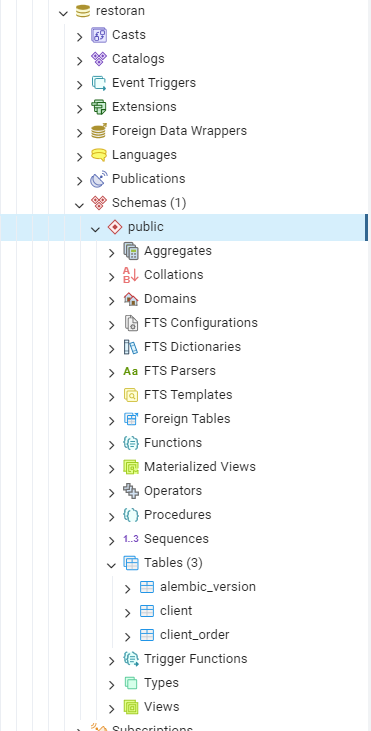 restoran
Casts
Catalogs
Event Triggers
Extensions
Foreign Data Wrappers
Languages
Publications
Schemas (1)
public
Aggregates
Collations
Domains
FTS Configurations
FTS Dictionaries
FTS Parsers
FTS Templates
Foreign Tables
Functions
Materialized Views
Operators
Procedures
1..3 Sequences
Tables (3)
alembic_version
client
client_order
Trigger Functions
Types
Views
Subscriptions